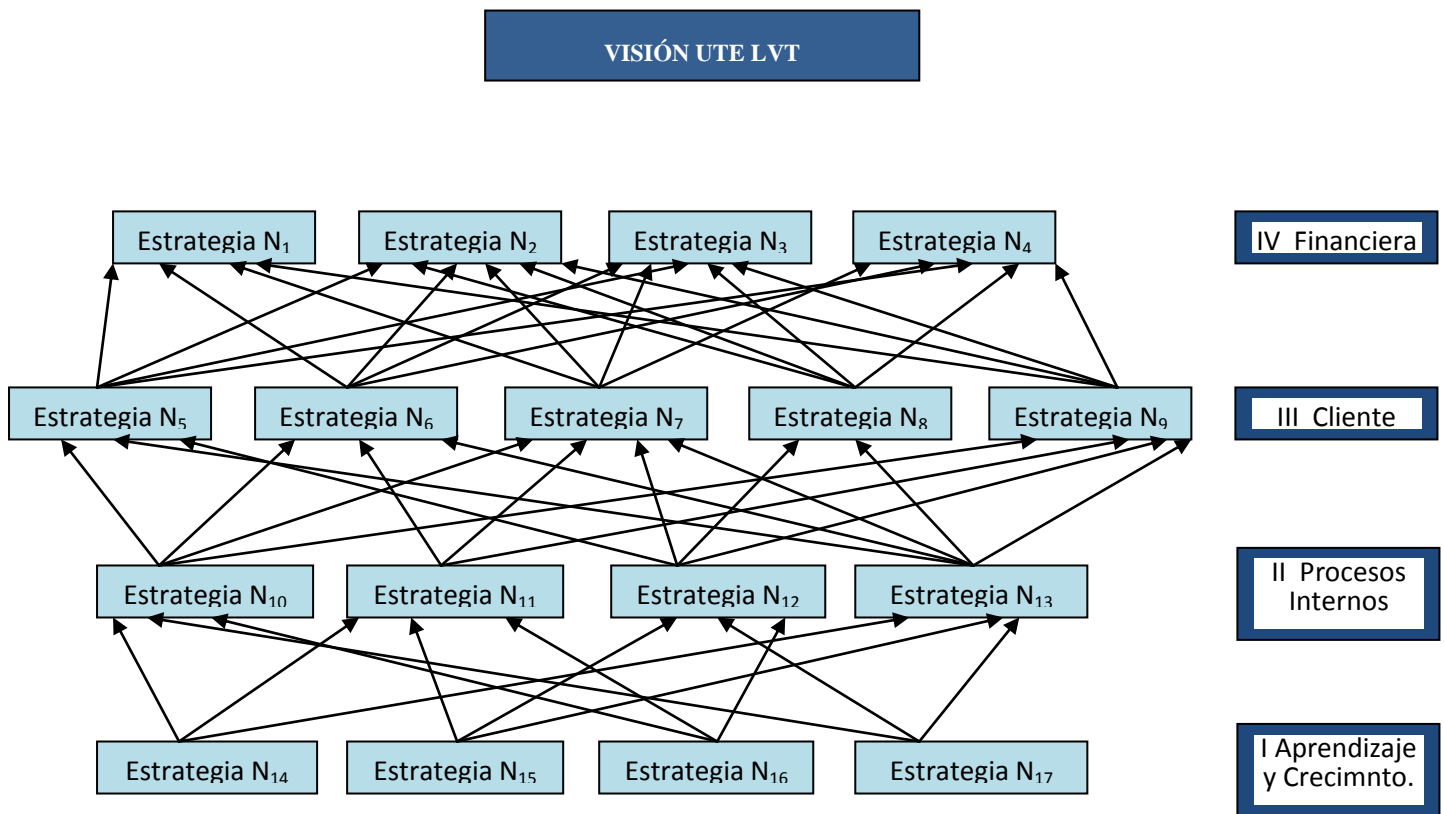 VISIÓN UTE LVT
Estrategia N1
Estrategia N2
Estrategia N3
Estrategia N4
IV Financiera
Estrategia N5
Estrategia N6
Estrategia N7
Estrategia N8
Estrategia N9
III Cliente
Estrategia N10
Estrategia N11
Estrategia N12
Estrategia N13
II Procesos
Internos
Estrategia N14
Estrategia N15
Estrategia N16
Estrategia N17
I Aprendizaje
y Crecimnto.